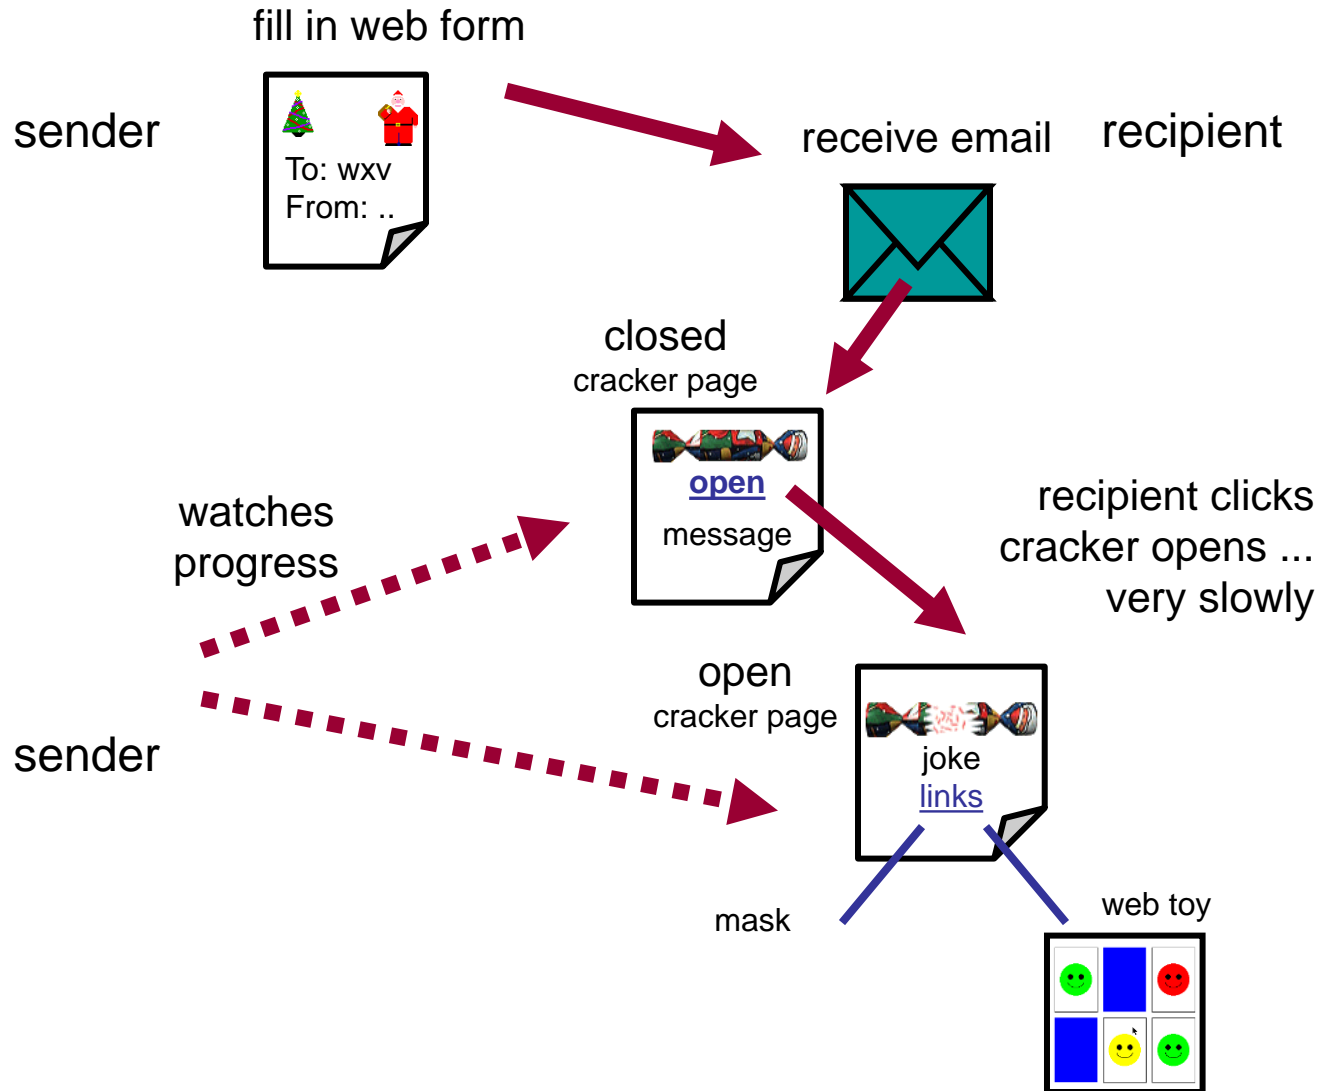 fill in web form
sender
To: wxv
From: ..
receive email
recipient
closed
cracker page
open
message
watches
progress
recipient clicks
cracker opens ...
very slowly
open
cracker page
sender
joke
links
mask
web toy